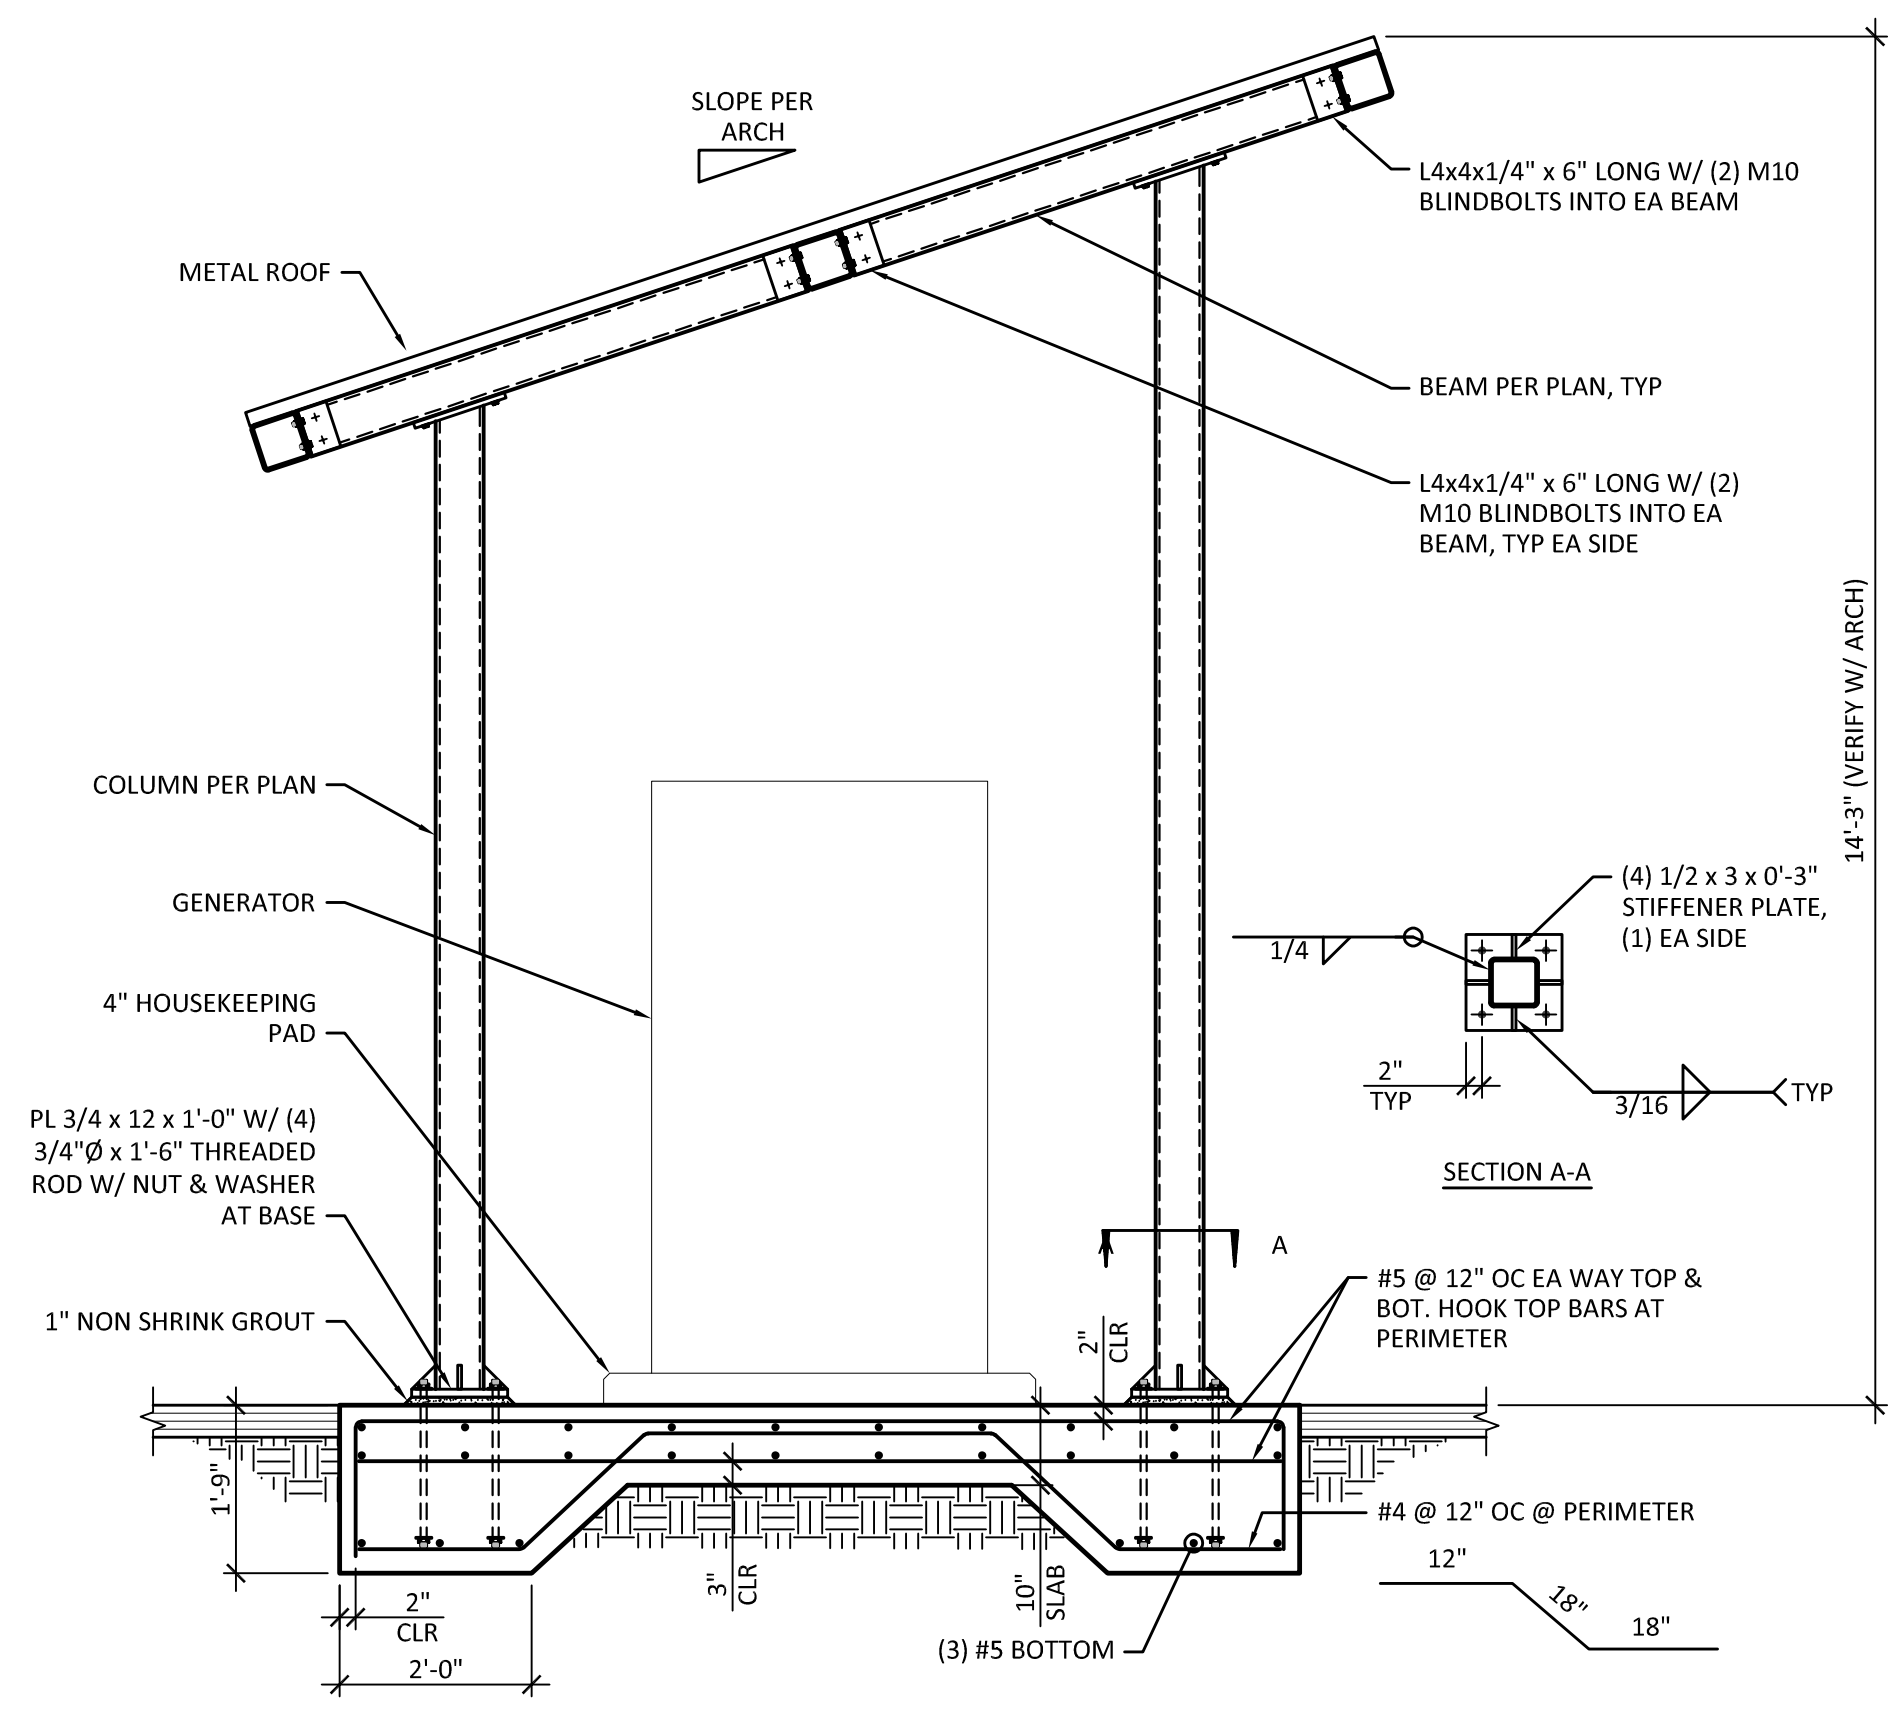 SLOPE PER
ARCH
L4x4x1/4" x 6" LONG W/ (2) M10
BLINDBOLTS INTO EA BEAM
METAL ROOF
BEAM PER PLAN, TYP
L4x4x1/4" x 6" LONG W/ (2)
M10 BLINDBOLTS INTO EA
BEAM, TYP EA SIDE
14'-3" (VERIFY W/ ARCH)
COLUMN PER PLAN
GENERATOR
(4) 1/2 x 3 x 0'-3"
STIFFENER PLATE,
(1) EA SIDE
1/4
4" HOUSEKEEPING
PAD
2"
TYP
3/16
TYP
SECTION A-A
PL 3/4 x 12 x 1'-0" W/ (4)
3/4"Ø x 1'-6" THREADED
ROD W/ NUT & WASHER
AT BASE
A
A
1" NON SHRINK GROUT
2"
CLR
#5 @ 12" OC EA WAY TOP &
BOT. HOOK TOP BARS AT
PERIMETER
1'-9"
#4 @ 12" OC @ PERIMETER
3"
CLR
10"
SLAB
12"
18"
18"
2"
CLR
2'-0"
(3) #5 BOTTOM